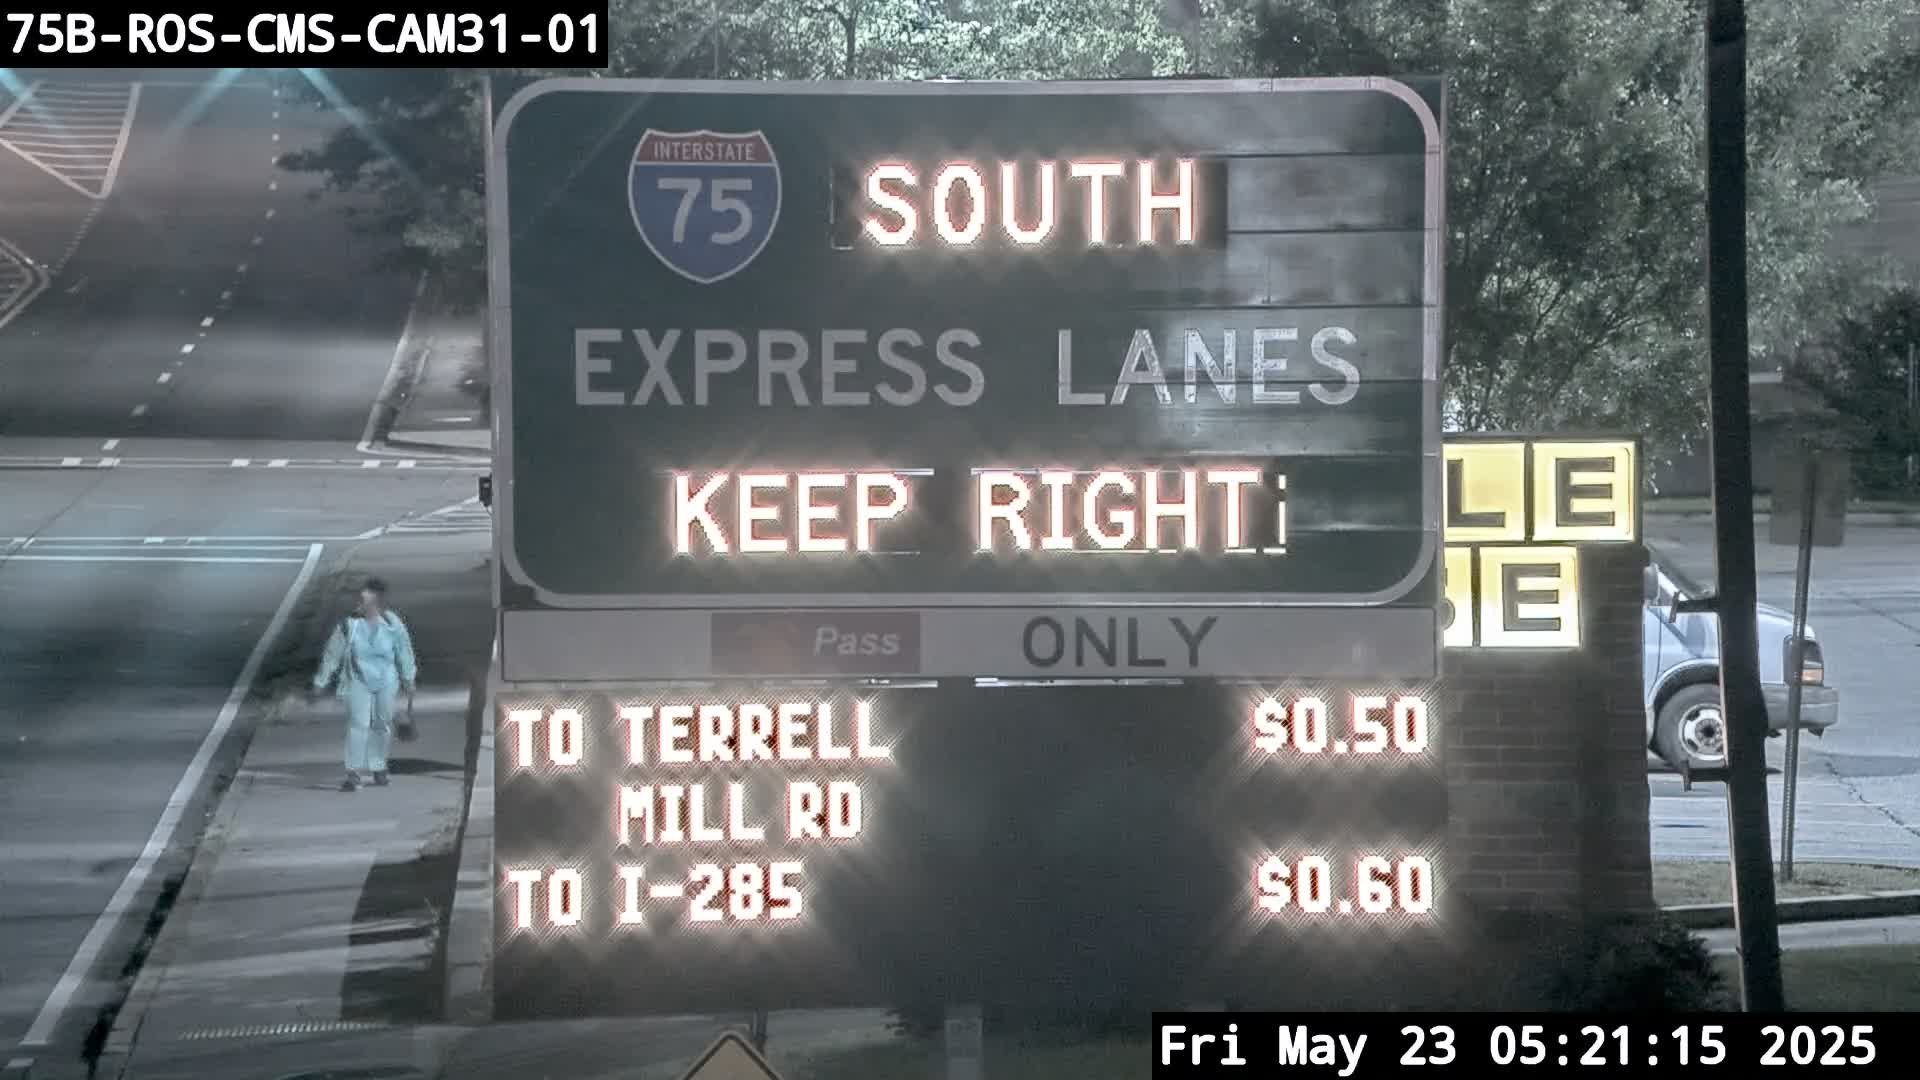 75B-ROS-CMS-CAM31-01
INTERSTATE
75
SOUTH
EXPRESS LANES
KEEP RIGHT
Pass ONLY
TO TERRELL $0.50
MILL RD
TO I-285 $0.60
LE
E
Fri May 23 05:21:15 2025